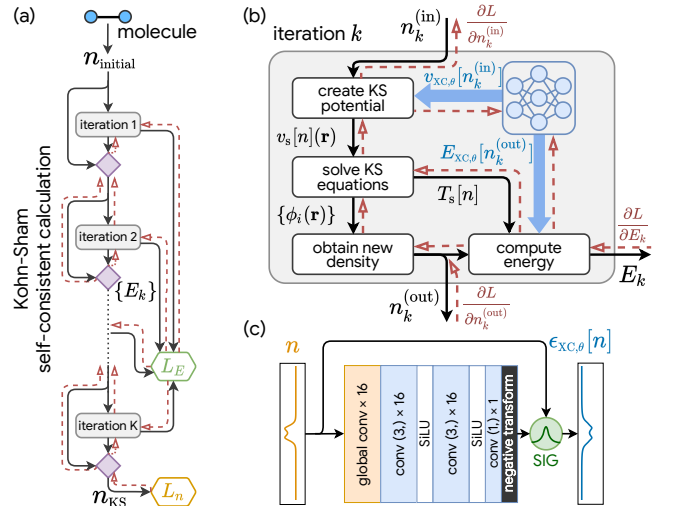 (a)
molecule
n_initial
iteration 1
iteration 2
{E_k}
L_E
iteration K
n_KS
L_n
Kohn-Sham
self-consistent calculation
(b)
iteration k
n_k^(in)
∂L
∂n_k^(in)
create KS
potential
v_XC,θ[n_k^(in)]
v_s[n](r)
E_XC,θ[n_k^(out)]
solve KS
equations
T_s[n]
{ϕ_i(r)}
obtain new
density
compute
energy
∂L
∂E_k
E_k
n_k^(out)
∂L
∂n_k^(out)
(c)
n
ϵ_XC,θ[n]
global conv × 16
conv (3,) × 16
SiLU
conv (3,) × 16
SiLU
conv (1,) × 1
negative transform
SIG